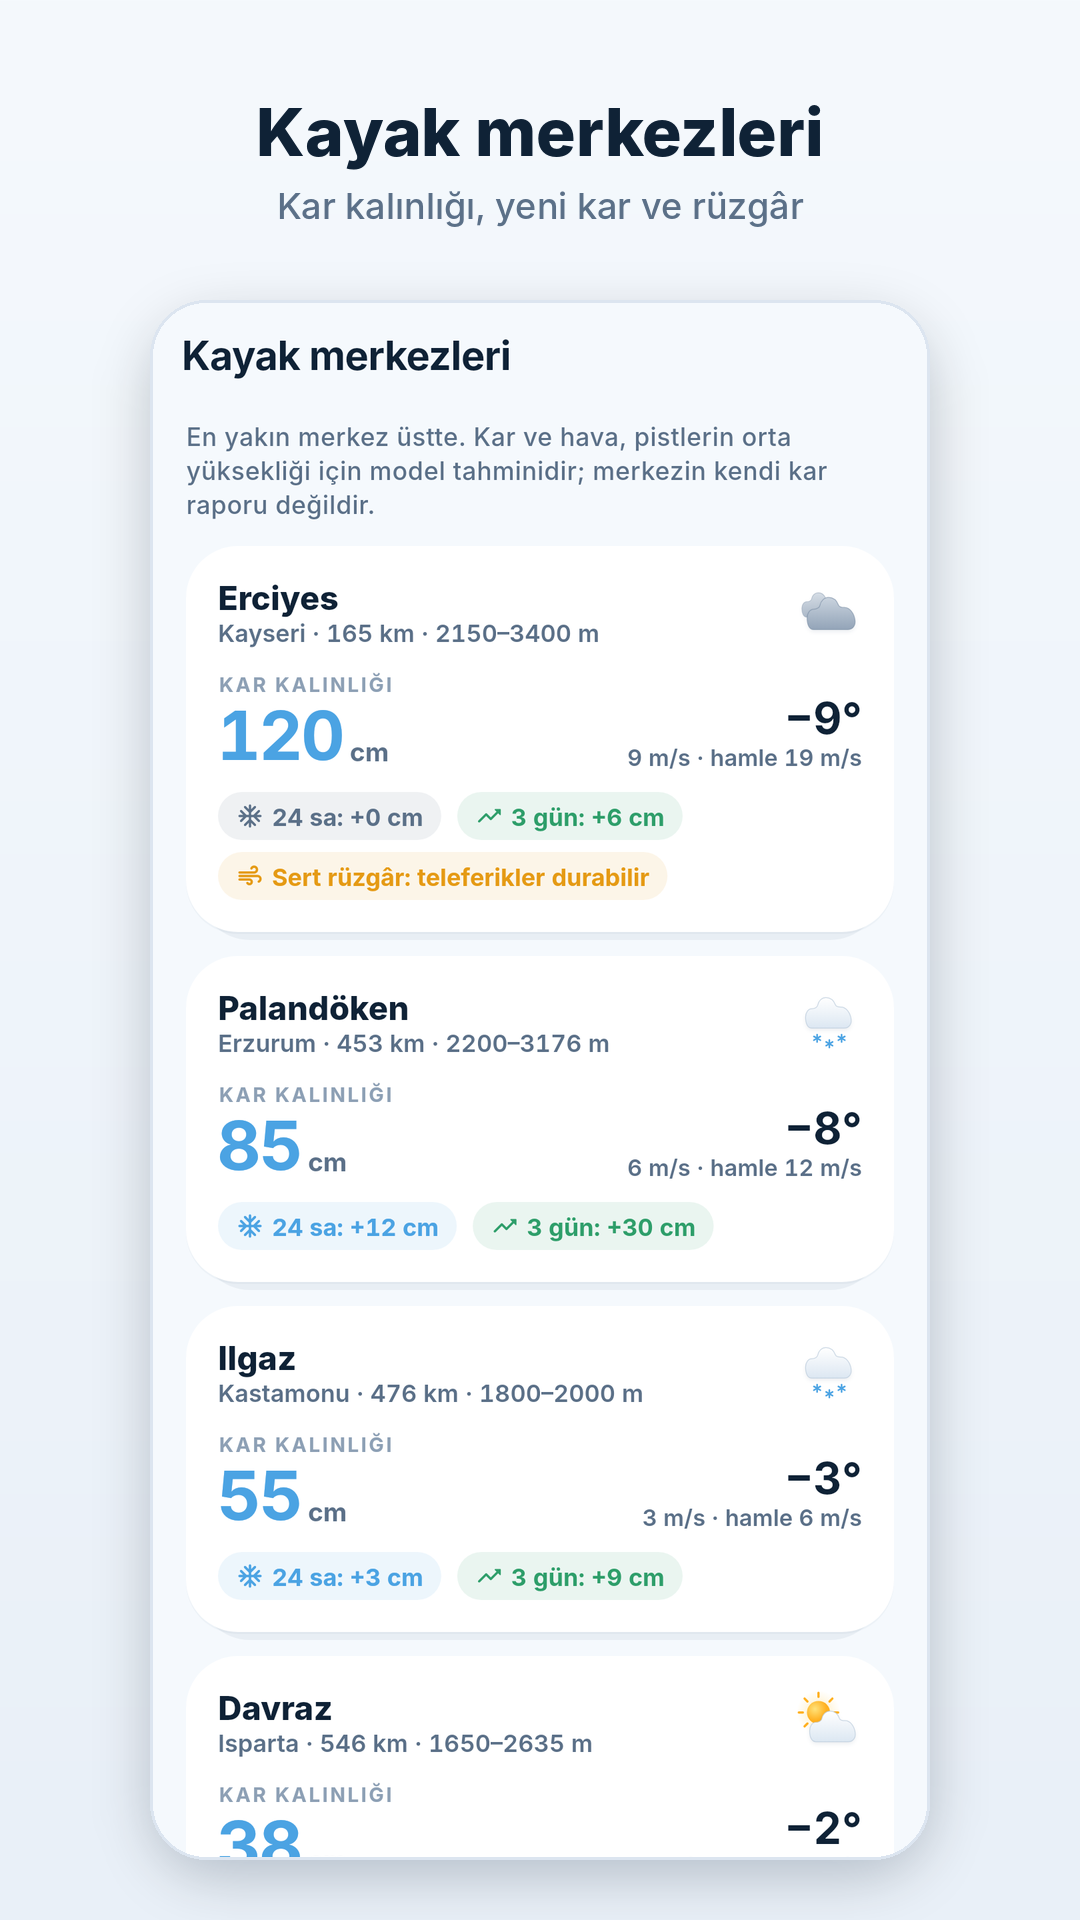 Kayak merkezleri
Kar kalınlığı, yeni kar ve rüzgâr
Kayak merkezleri
En yakın merkez üstte. Kar ve hava, pistlerin orta
yüksekliği için model tahminidir; merkezin kendi kar
raporu değildir.
Erciyes
Kayseri · 165 km · 2150–3400 m
KAR KALINLIĞI
120 cm
−9°
9 m/s · hamle 19 m/s
24 sa: +0 cm
3 gün: +6 cm
Sert rüzgâr: teleferikler durabilir
Palandöken
Erzurum · 453 km · 2200–3176 m
KAR KALINLIĞI
85 cm
−8°
6 m/s · hamle 12 m/s
24 sa: +12 cm
3 gün: +30 cm
Ilgaz
Kastamonu · 476 km · 1800–2000 m
KAR KALINLIĞI
55 cm
−3°
3 m/s · hamle 6 m/s
24 sa: +3 cm
3 gün: +9 cm
Davraz
Isparta · 546 km · 1650–2635 m
KAR KALINLIĞI
38
−2°